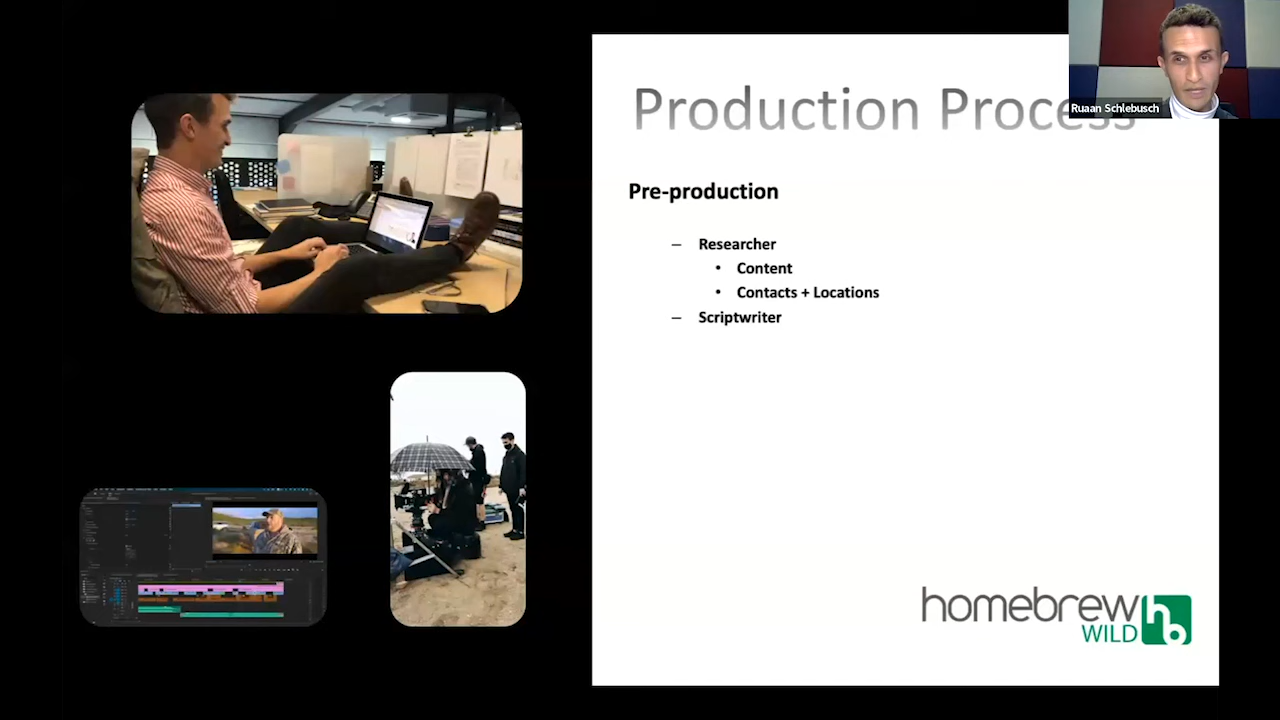 Production Process
Ruaan Schlebusch
Pre-production
– Researcher
• Content
• Contacts + Locations
– Scriptwriter
homebrew
WILD
hb